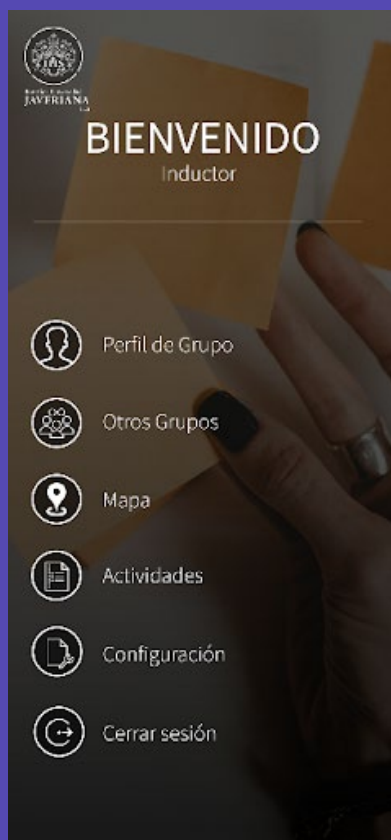 JAVERIANA
BIENVENIDO
Inductor
Perfil de Grupo
Otros Grupos
Mapa
Actividades
Configuración
Cerrar sesión